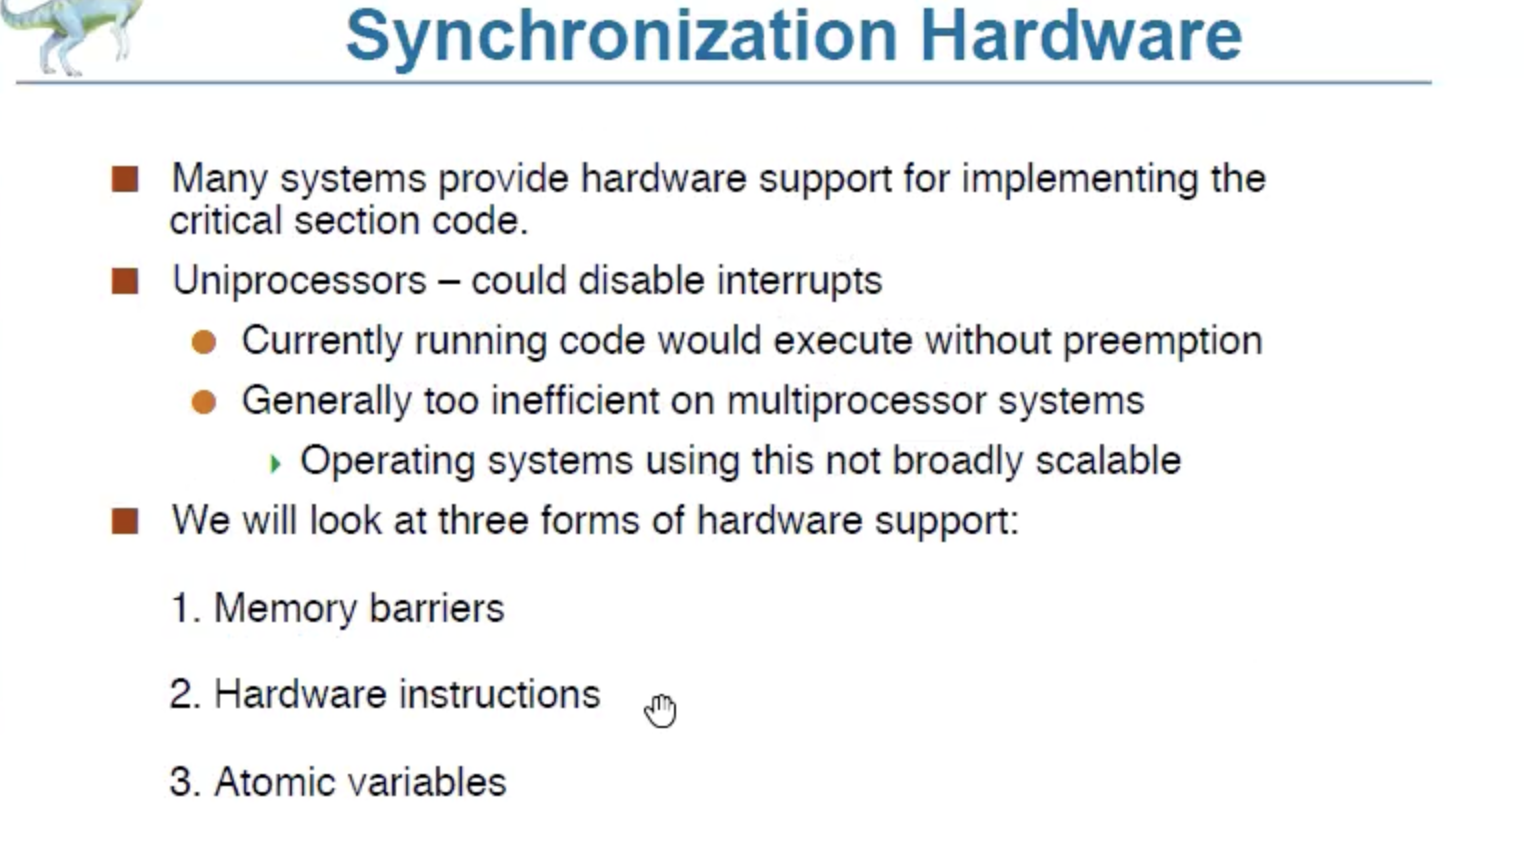 Synchronization Hardware
Many systems provide hardware support for implementing the
critical section code.
Uniprocessors – could disable interrupts
Currently running code would execute without preemption
Generally too inefficient on multiprocessor systems
Operating systems using this not broadly scalable
We will look at three forms of hardware support:
1. Memory barriers
2. Hardware instructions
3. Atomic variables